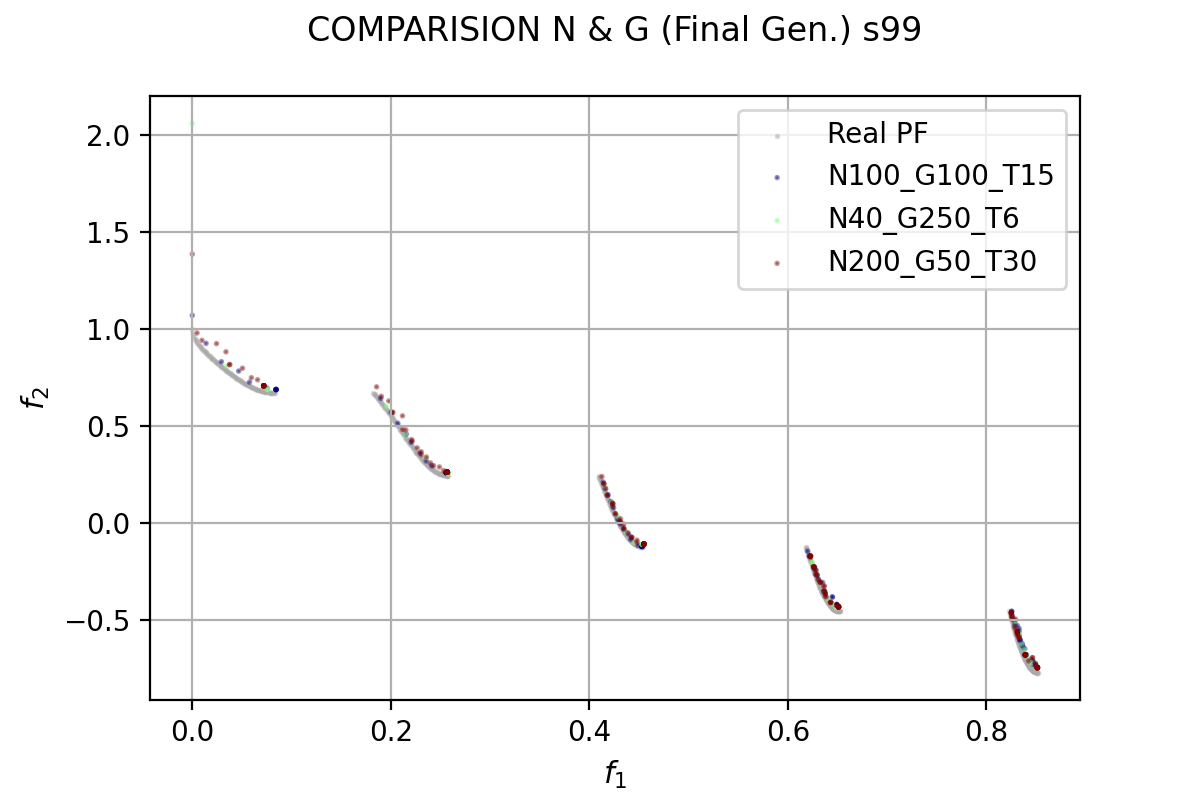 COMPARISION N & G (Final Gen.) s99
2.0
1.5
1.0
0.5
0.0
−0.5
f₂
Real PF
N100_G100_T15
N40_G250_T6
N200_G50_T30
0.0 0.2 0.4 0.6 0.8
f₁